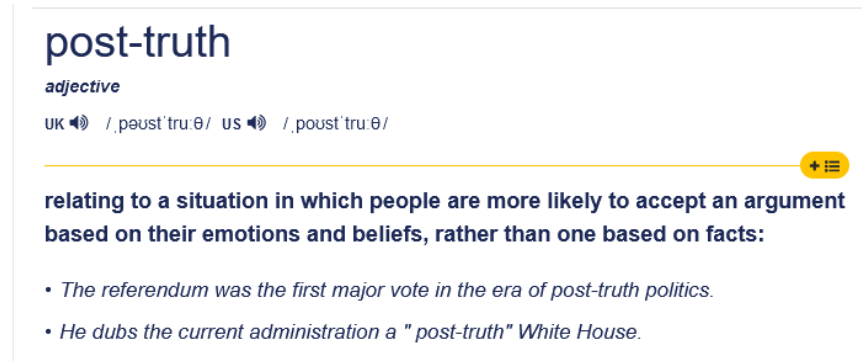 post-truth
adjective
UK /ˌpəʊstˈtruːθ/ US /ˌpoʊstˈtruːθ/
relating to a situation in which people are more likely to accept an argument
based on their emotions and beliefs, rather than one based on facts:
• The referendum was the first major vote in the era of post-truth politics.
• He dubs the current administration a " post-truth" White House.